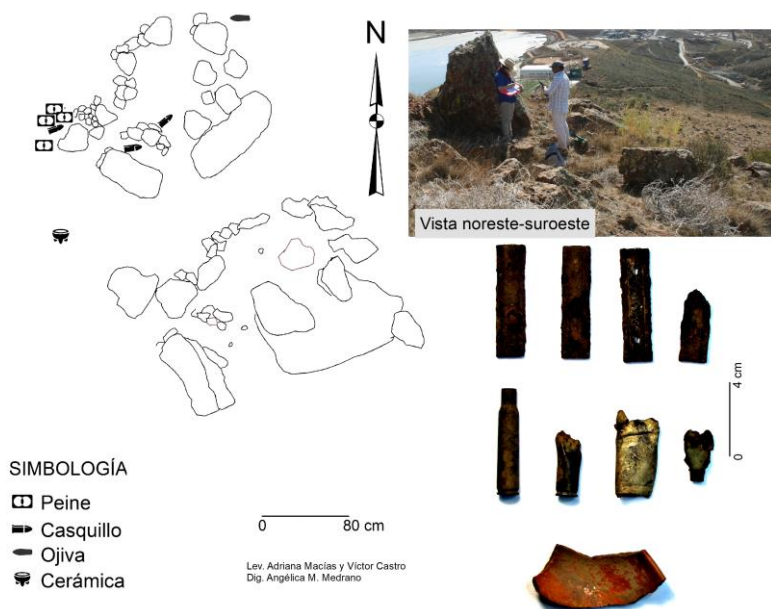 N
Vista noreste-suroeste
4 cm
0
SIMBOLOGÍA
Peine
Casquillo
Ojiva
Cerámica
0 80 cm
Lev. Adriana Macías y Víctor Castro
Dig. Angélica M. Medrano